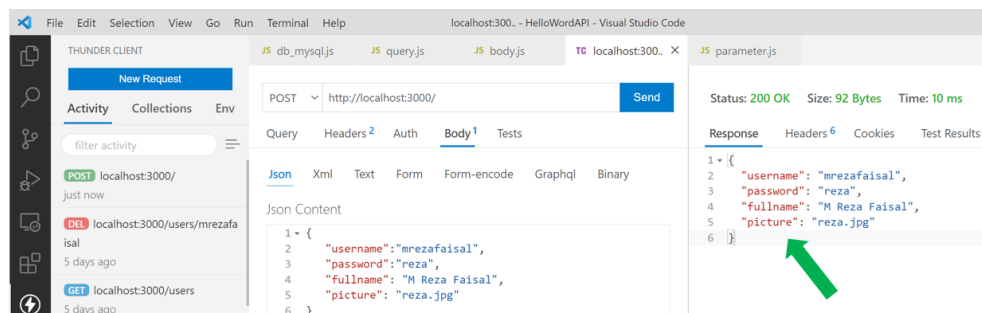 File Edit Selection View Go Run Terminal Help localhost:300.. - HelloWordAPI - Visual Studio Code
THUNDER CLIENT
New Request
Activity Collections Env
filter activity
POST localhost:3000/
just now
DEL localhost:3000/users/mrezafa
isal
5 days ago
GET localhost:3000/users
5 days ago
JS db_mysql.js JS query.js JS body.js TC localhost:300.. × JS parameter.js
POST http://localhost:3000/ Send
Query Headers 2 Auth Body 1 Tests
Json Xml Text Form Form-encode Graphql Binary
Json Content
1 {
2 "username":"mrezafaisal",
3 "password":"reza",
4 "fullname": "M Reza Faisal",
5 "picture": "reza.jpg"
6 }
Status: 200 OK Size: 92 Bytes Time: 10 ms
Response Headers 6 Cookies Test Results
1 {
2 "username": "mrezafaisal",
3 "password": "reza",
4 "fullname": "M Reza Faisal",
5 "picture": "reza.jpg"
6 }